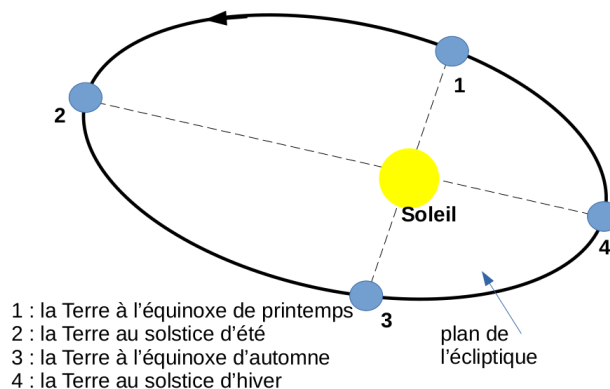 1
2
Soleil
4
3
plan de
l'écliptique
1 : la Terre à l'équinoxe de printemps
2 : la Terre au solstice d'été
3 : la Terre à l'équinoxe d'automne
4 : la Terre au solstice d'hiver